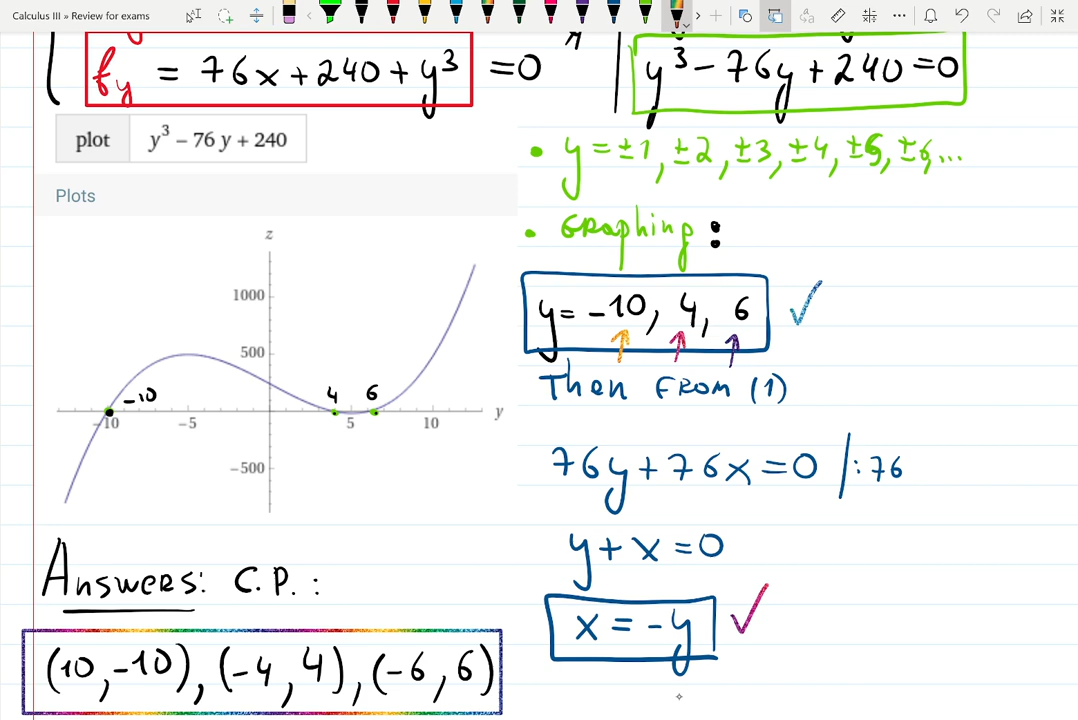 Calculus III » Review for exams
f_y = 76x + 240 + y³ = 0
y³ - 76y + 240 = 0
plot y³ − 76 y + 240
• y = ±1, ±2, ±3, ±4, ±5, ±6, ...
Plots
• Graphing :
z
1000
500
-500
-10 -5 5 10 y
-10 4 6
y = -10, 4, 6 ✓
Then FROM (1)
76y + 76x = 0 /:76
y + x = 0
x = -y ✓
Answers: C.P. :
(10, -10), (-4, 4), (-6, 6)